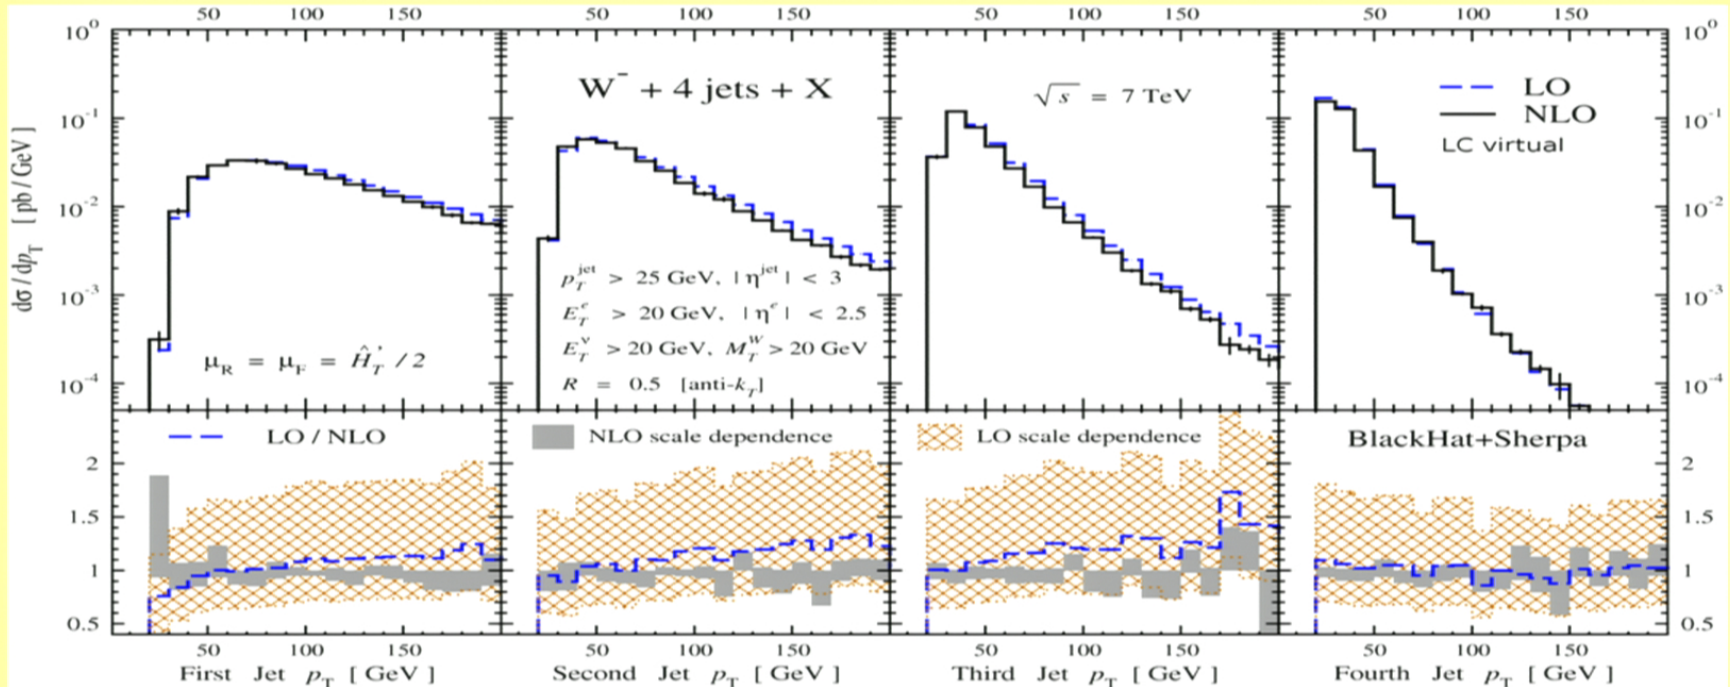 50 100 150 50 100 150 50 100 150 50 100 150
10^0 10^0
W^- + 4 jets + X
√s = 7 TeV
LO
NLO
LC virtual
10^-1 10^-1
10^-2 10^-2
10^-3 10^-3
10^-4 10^-4
dσ / dp_T [ pb / GeV ]
μ_R = μ_F = Ĥ_T' / 2
p_T^jet > 25 GeV, | η^jet | < 3
E_T^e > 20 GeV, | η^e | < 2.5
E_T^ν > 20 GeV, M_T^W > 20 GeV
R = 0.5 [anti-k_T]
LO / NLO
NLO scale dependence
LO scale dependence
BlackHat+Sherpa
2 2
1.5 1.5
1 1
0.5 0.5
50 100 150 50 100 150 50 100 150 50 100 150
First Jet p_T [ GeV ] Second Jet p_T [ GeV ] Third Jet p_T [ GeV ] Fourth Jet p_T [ GeV ]